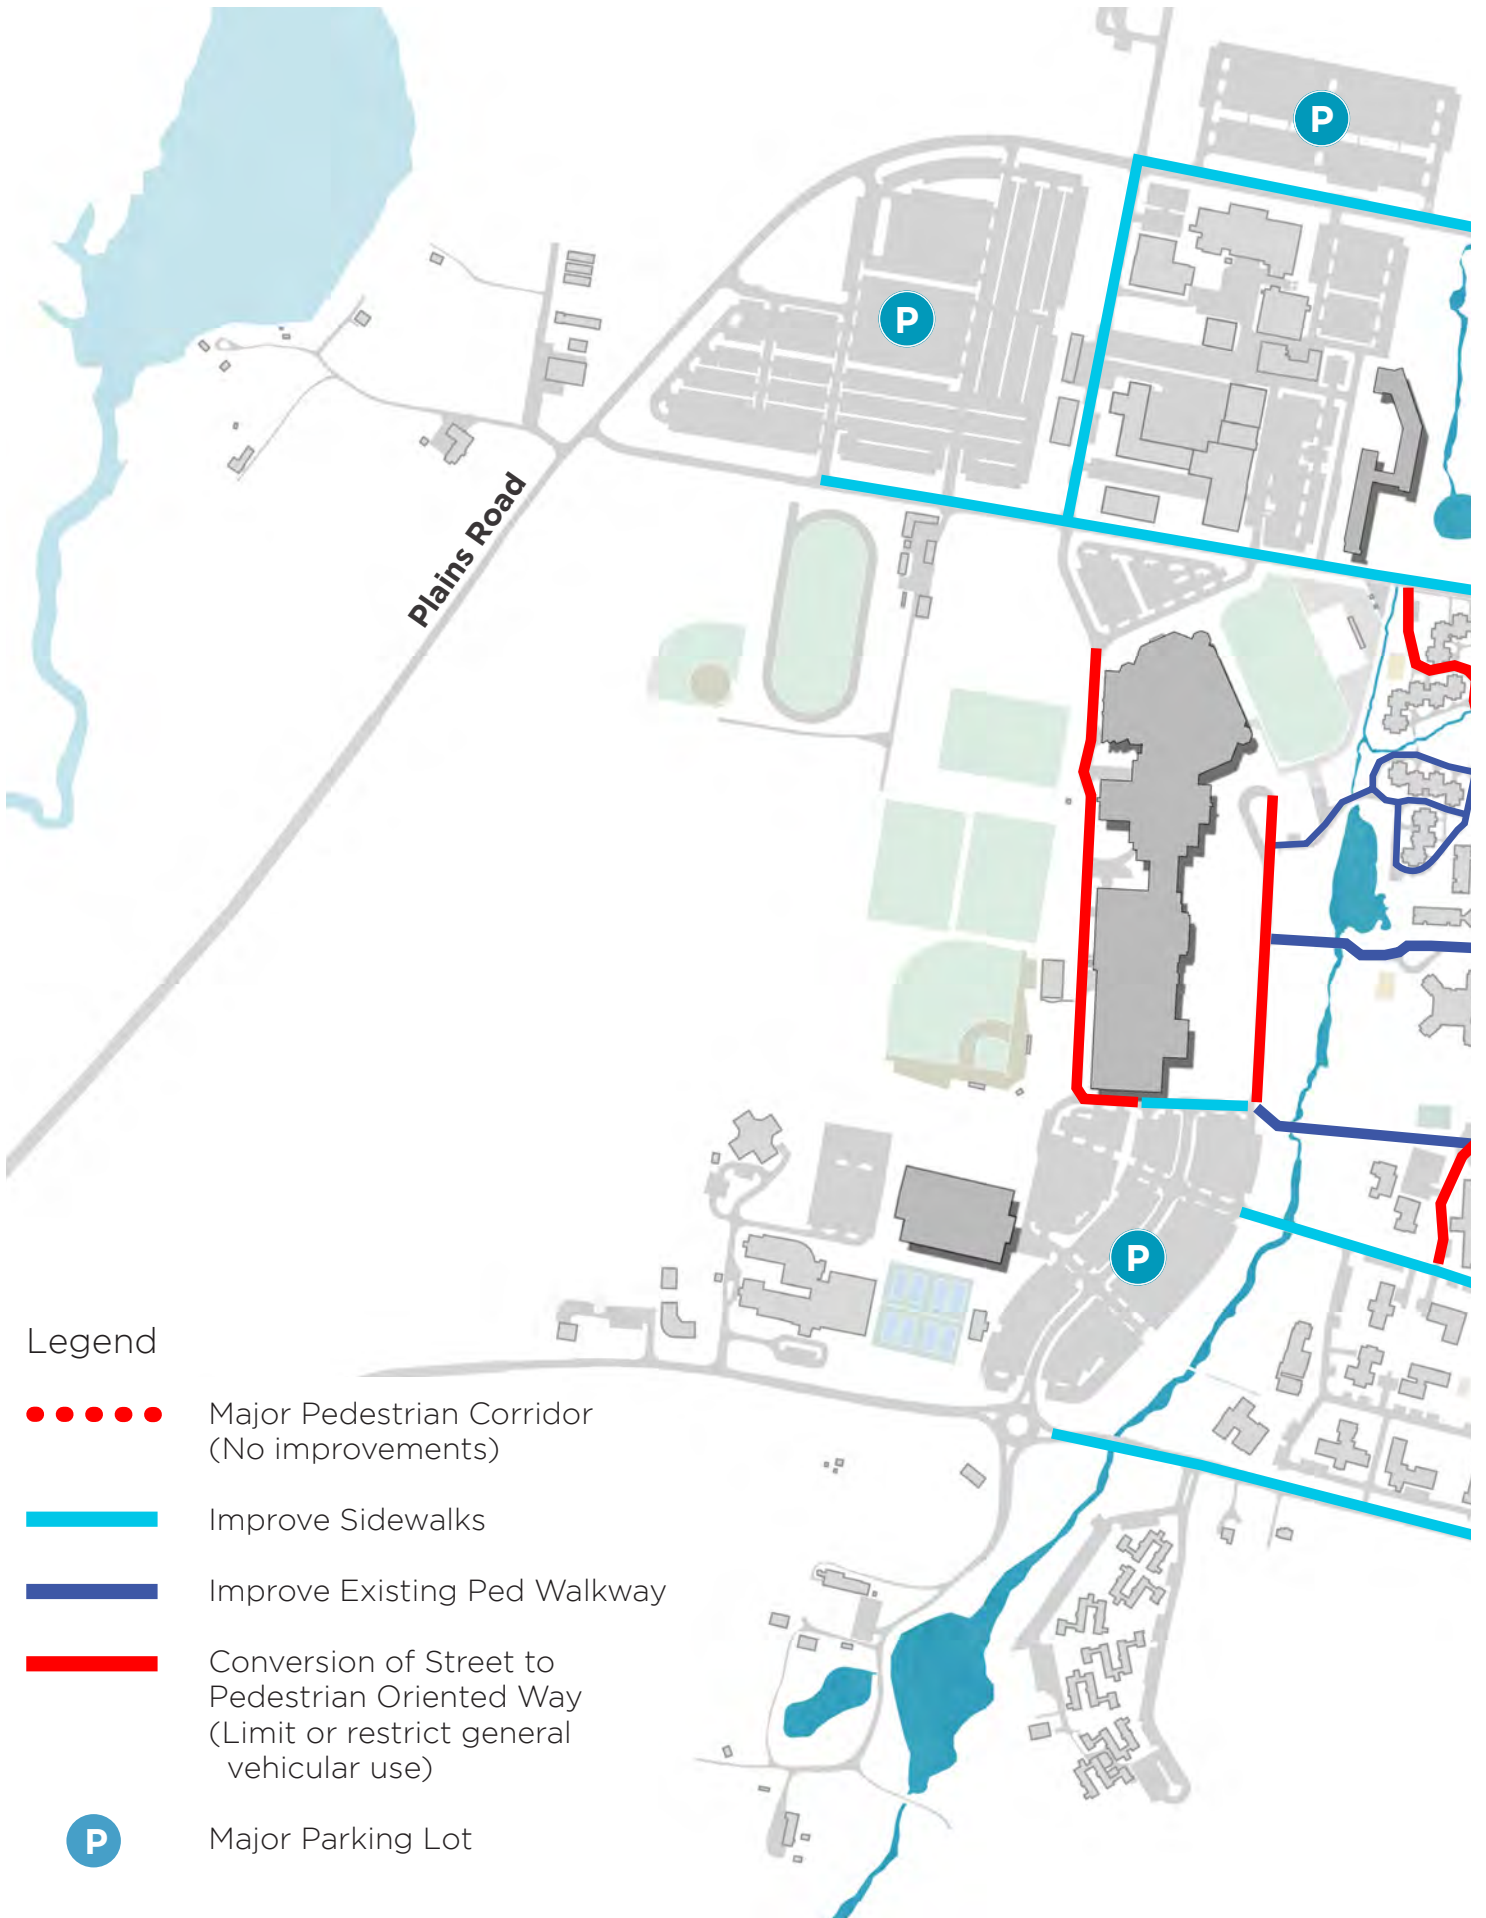 P
P
Plains Road
P
Legend
Major Pedestrian Corridor
(No improvements)
Improve Sidewalks
Improve Existing Ped Walkway
Conversion of Street to
Pedestrian Oriented Way
(Limit or restrict general
vehicular use)
P
Major Parking Lot